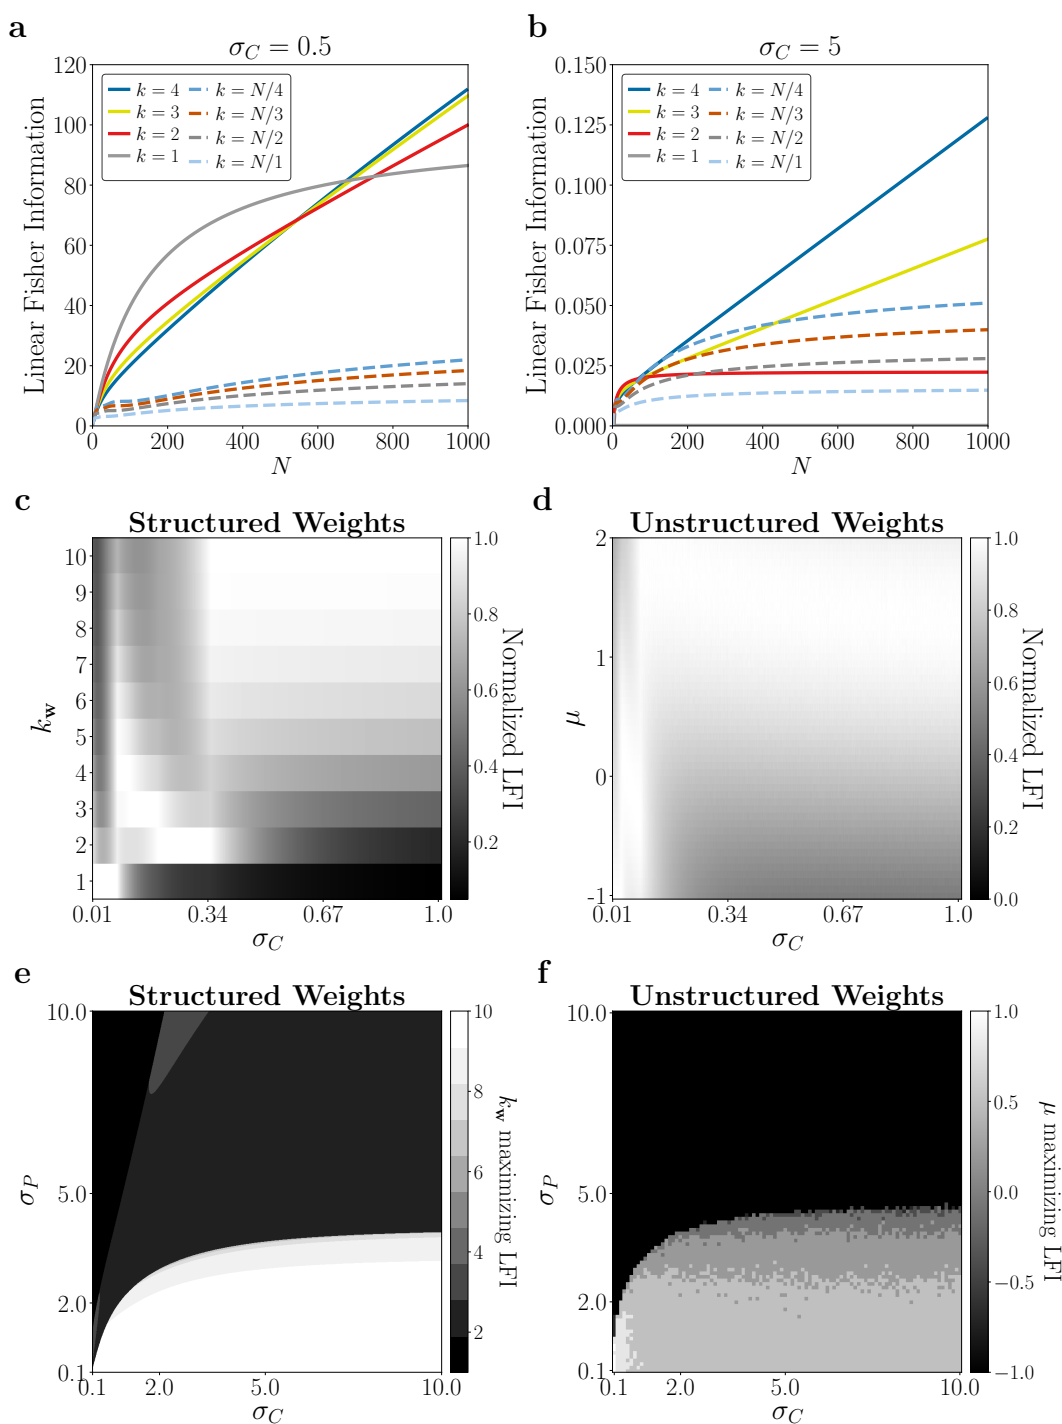 a
σ_C = 0.5
Linear Fisher Information
120
100
80
60
40
20
0
k = 4
k = 3
k = 2
k = 1
k = N/4
k = N/3
k = N/2
k = N/1
0 200 400 600 800 1000
N
b
σ_C = 5
Linear Fisher Information
0.150
0.125
0.100
0.075
0.050
0.025
0.000
k = 4
k = 3
k = 2
k = 1
k = N/4
k = N/3
k = N/2
k = N/1
0 200 400 600 800 1000
N
c
Structured Weights
k_w
10
9
8
7
6
5
4
3
2
1
0.01 0.34 0.67 1.0
σ_C
1.0
0.8
0.6
0.4
0.2
Normalized LFI
d
Unstructured Weights
μ
2
1
0
-1
0.01 0.34 0.67 1.0
σ_C
1.0
0.8
0.6
0.4
0.2
0.0
Normalized LFI
e
Structured Weights
σ_P
10.0
5.0
2.0
0.1
0.1 2.0 5.0 10.0
σ_C
10
8
6
4
2
k_w maximizing LFI
f
Unstructured Weights
σ_P
10.0
5.0
2.0
0.1
0.1 2.0 5.0 10.0
σ_C
1.0
0.5
0.0
−0.5
−1.0
μ maximizing LFI